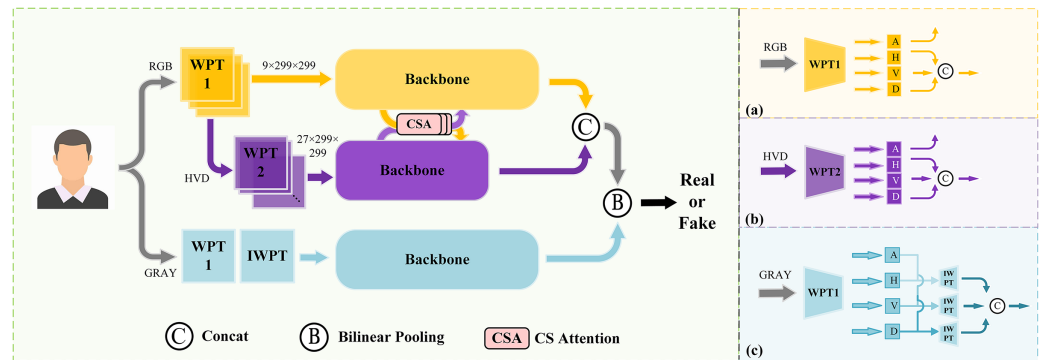 RGB
WPT
1
9×299×299
Backbone
CSA
HVD
WPT
2
27×299×
299
Backbone
C
B
Real
or
Fake
GRAY
WPT
1
IWPT
Backbone
C Concat
B Bilinear Pooling
CSA CS Attention
RGB
WPT1
A
H
V
D
C
(a)
HVD
WPT2
A
H
V
D
C
(b)
GRAY
WPT1
A
H
V
D
IW
PT
IW
PT
IW
PT
C
(c)